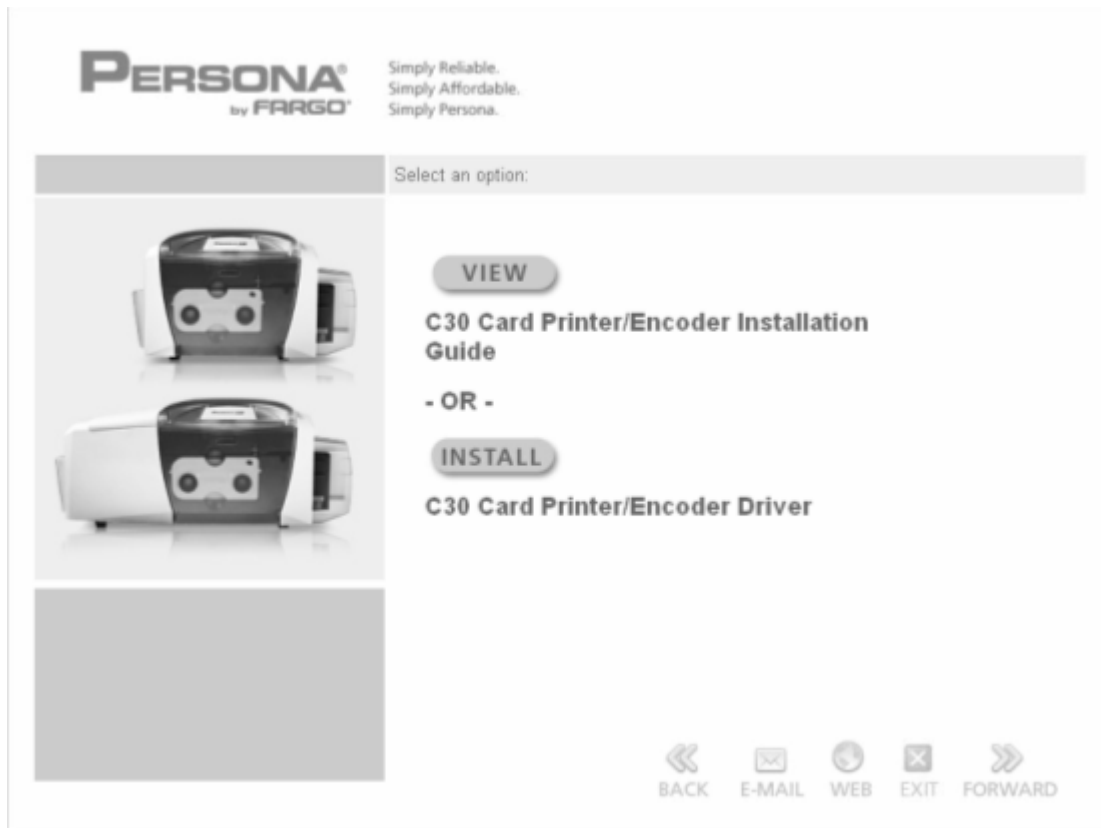 PERSONA®
by FARGO®
Simply Reliable.
Simply Affordable.
Simply Persona.
Select an option:
VIEW
C30 Card Printer/Encoder Installation
Guide
- OR -
INSTALL
C30 Card Printer/Encoder Driver
BACK E-MAIL WEB EXIT FORWARD